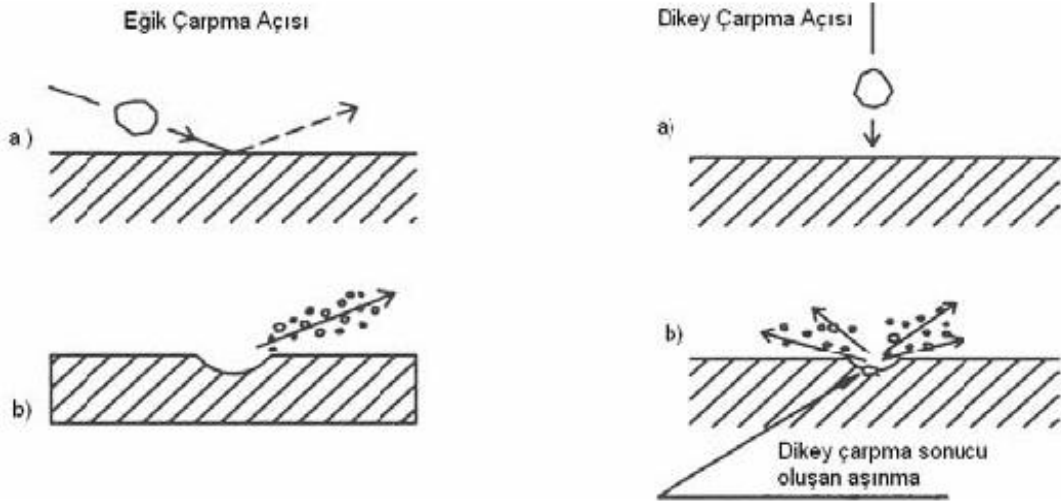 Eğik Çarpma Açısı
a )
b)
Dikey Çarpma Açısı
a)
b)
Dikey çarpma sonucu
oluşan aşınma